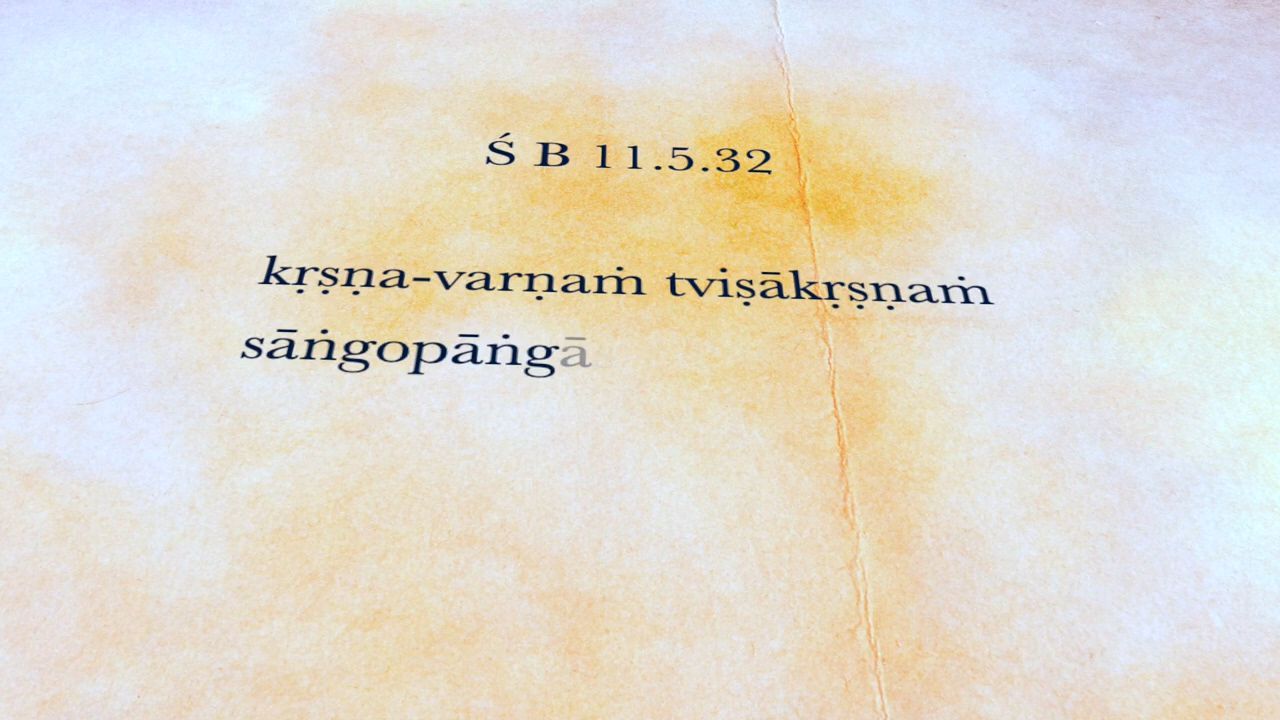 Ś B 11.5.32
kṛṣṇa-varṇaṁ tviṣākṛṣṇaṁ
sāṅgopāṅgā